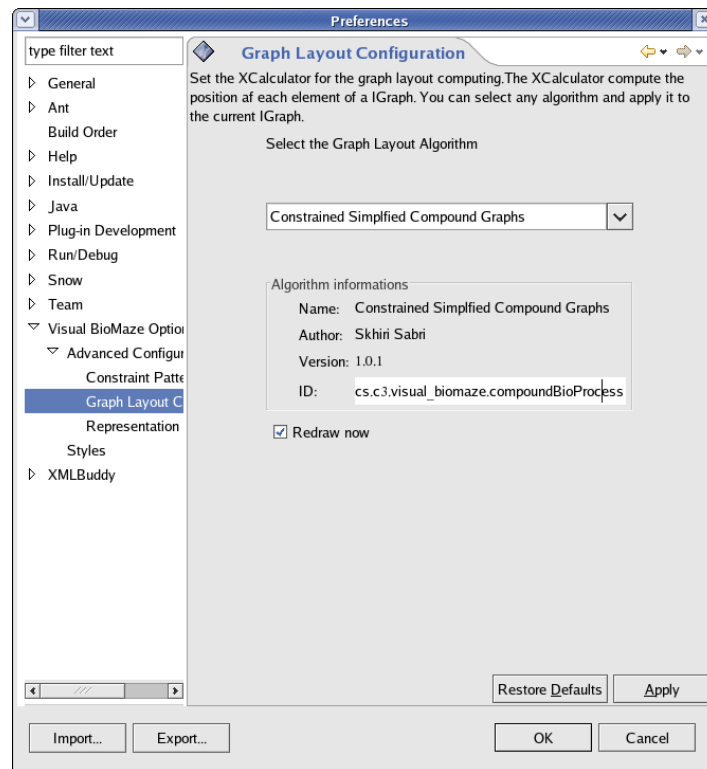 Preferences
type filter text
General
Ant
Build Order
Help
Install/Update
Java
Plug-in Development
Run/Debug
Snow
Team
Visual BioMaze Optio
Advanced Configur
Constraint Patte
Graph Layout C
Representation
Styles
XMLBuddy
Graph Layout Configuration
Set the XCalculator for the graph layout computing.The XCalculator compute the
position af each element of a IGraph. You can select any algorithm and apply it to
the current IGraph.
Select the Graph Layout Algorithm
Constrained Simplfied Compound Graphs
Algorithm informations
Name: Constrained Simplfied Compound Graphs
Author: Skhiri Sabri
Version: 1.0.1
ID: cs.c3.visual_biomaze.compoundBioProcess
Redraw now
Restore Defaults Apply
Import... Export... OK Cancel